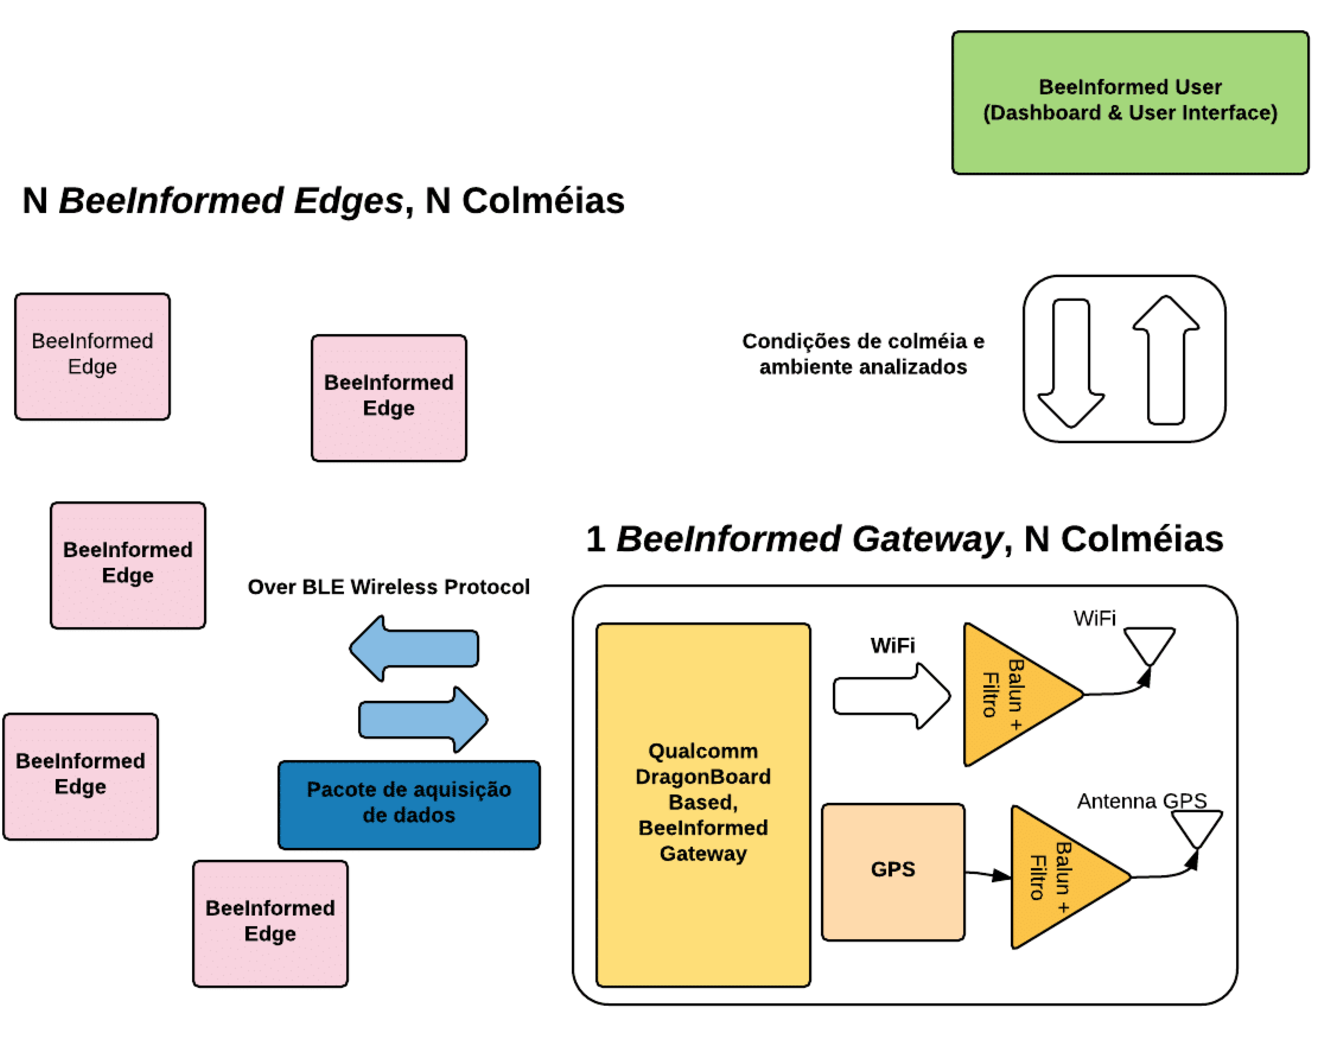 BeeInformed User
(Dashboard & User Interface)
N BeeInformed Edges, N Colméias
BeeInformed
Edge
BeeInformed
Edge
Condições de colméia e
ambiente analizados
BeeInformed
Edge
Over BLE Wireless Protocol
1 BeeInformed Gateway, N Colméias
BeeInformed
Edge
Pacote de aquisição
de dados
BeeInformed
Edge
Qualcomm
DragonBoard
Based,
BeeInformed
Gateway
WiFi
Balun +
Filtro
WiFi
GPS
Balun +
Filtro
Antenna GPS